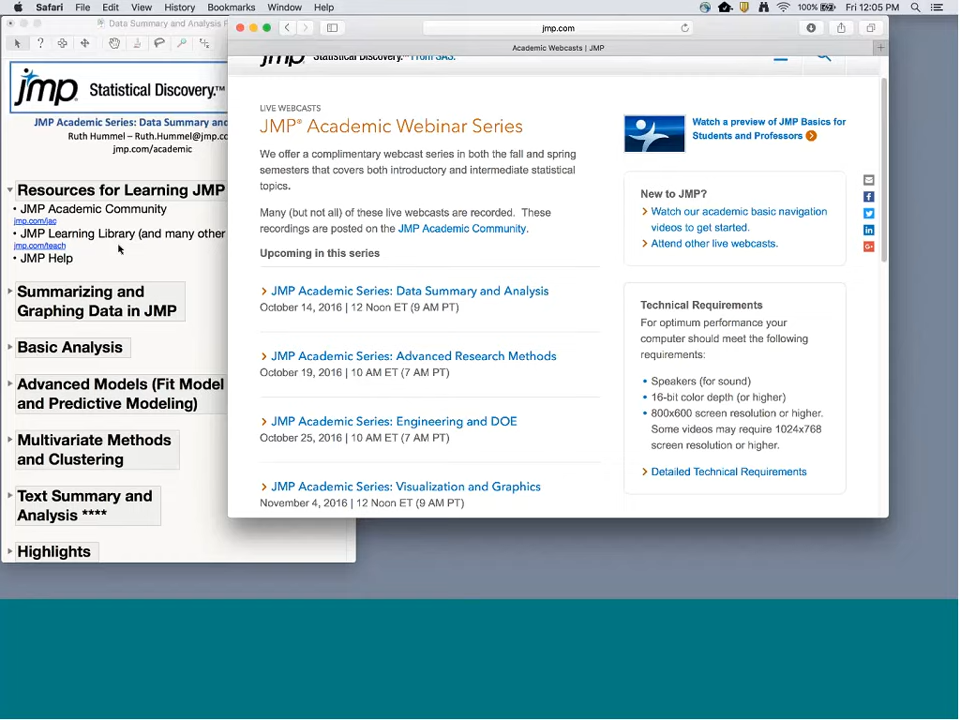 Safari File Edit View History Bookmarks Window Help 100% Fri 12:05 PM
Data Summary and Analysis
jmp Statistical Discovery.™
JMP Academic Series: Data Summary and
Ruth Hummel – Ruth.Hummel@jmp.co
jmp.com/academic
Resources for Learning JMP
• JMP Academic Community
jmp.com/jac
• JMP Learning Library (and many other
jmp.com/teach
• JMP Help
Summarizing and
Graphing Data in JMP
Basic Analysis
Advanced Models (Fit Model
and Predictive Modeling)
Multivariate Methods
and Clustering
Text Summary and
Analysis ****
Highlights
jmp.com
Academic Webcasts | JMP
jmp Statistical Discovery.™ From SAS.
LIVE WEBCASTS
JMP® Academic Webinar Series
We offer a complimentary webcast series in both the fall and spring
semesters that covers both introductory and intermediate statistical
topics.
Many (but not all) of these live webcasts are recorded. These
recordings are posted on the JMP Academic Community.
Upcoming in this series
JMP Academic Series: Data Summary and Analysis
October 14, 2016 | 12 Noon ET (9 AM PT)
JMP Academic Series: Advanced Research Methods
October 19, 2016 | 10 AM ET (7 AM PT)
JMP Academic Series: Engineering and DOE
October 25, 2016 | 10 AM ET (7 AM PT)
JMP Academic Series: Visualization and Graphics
November 4, 2016 | 12 Noon ET (9 AM PT)
Watch a preview of JMP Basics for
Students and Professors
New to JMP?
Watch our academic basic navigation
videos to get started.
Attend other live webcasts.
Technical Requirements
For optimum performance your
computer should meet the following
requirements:
• Speakers (for sound)
• 16-bit color depth (or higher)
• 800x600 screen resolution or higher.
Some videos may require 1024x768
screen resolution or higher.
Detailed Technical Requirements